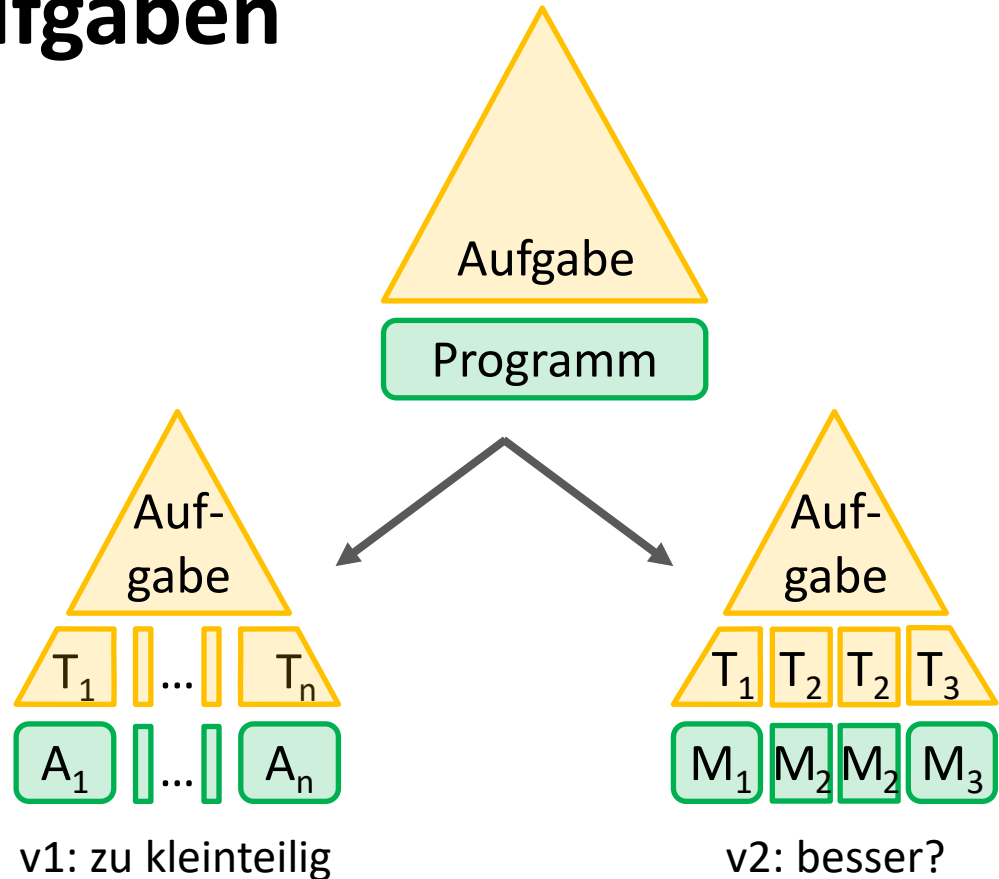 ufgaben
Aufgabe
Programm
Auf-
gabe
T₁ ... Tₙ
A₁ ... Aₙ
v1: zu kleinteilig
Auf-
gabe
T₁ T₂ T₂ T₃
M₁ M₂ M₂ M₃
v2: besser?